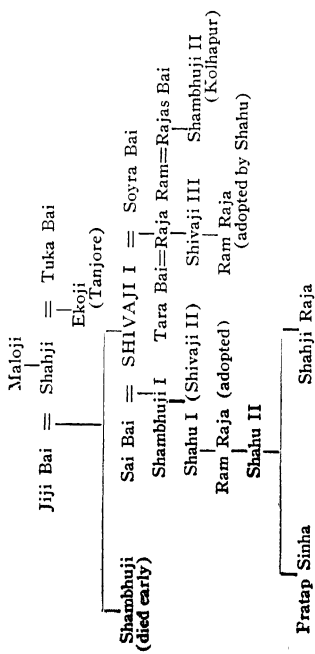 Maloji
Jiji Bai = Shahji = Tuka Bai
Ekoji
(Tanjore)
Shambhuji
(died early)
Sai Bai = SHIVAJI I = Soyra Bai
Shambhuji I
Tara Bai=Raja Ram=Rajas Bai
Shahu I (Shivaji II)
Shivaji III
Shambhuji II
(Kolhapur)
Ram Raja (adopted)
Ram Raja
(adopted by Shahu)
Shahu II
Pratap Sinha
Shahji Raja